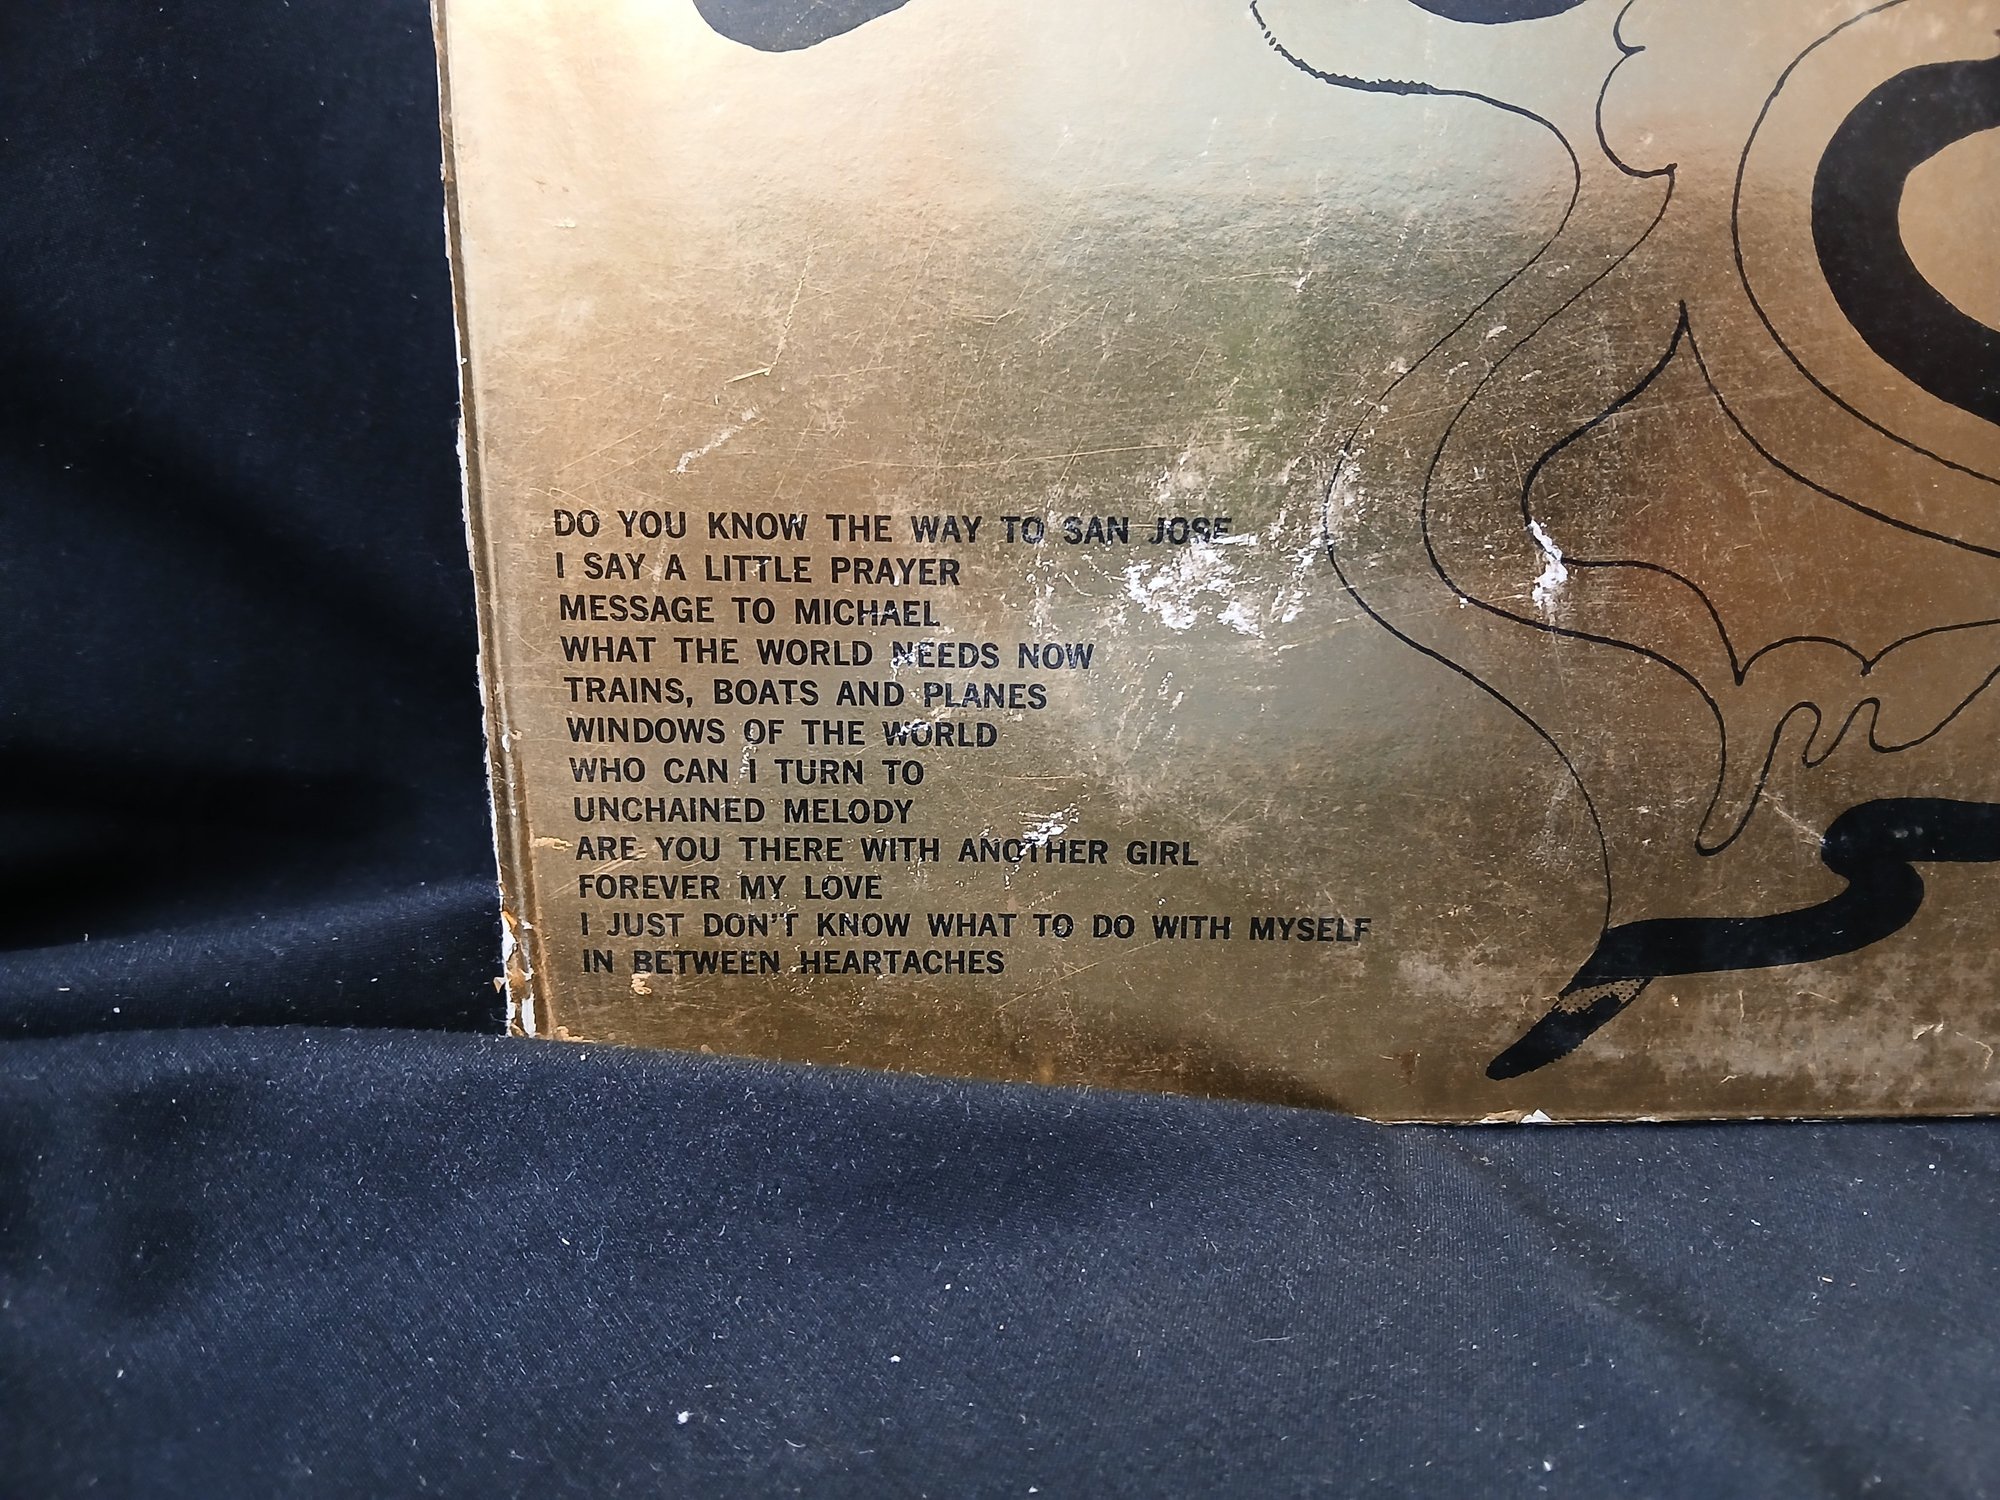 DO YOU KNOW THE WAY TO SAN JOSE
I SAY A LITTLE PRAYER
MESSAGE TO MICHAEL
WHAT THE WORLD NEEDS NOW
TRAINS, BOATS AND PLANES
WINDOWS OF THE WORLD
WHO CAN I TURN TO
UNCHAINED MELODY
ARE YOU THERE WITH ANOTHER GIRL
FOREVER MY LOVE
I JUST DON'T KNOW WHAT TO DO WITH MYSELF
IN BETWEEN HEARTACHES